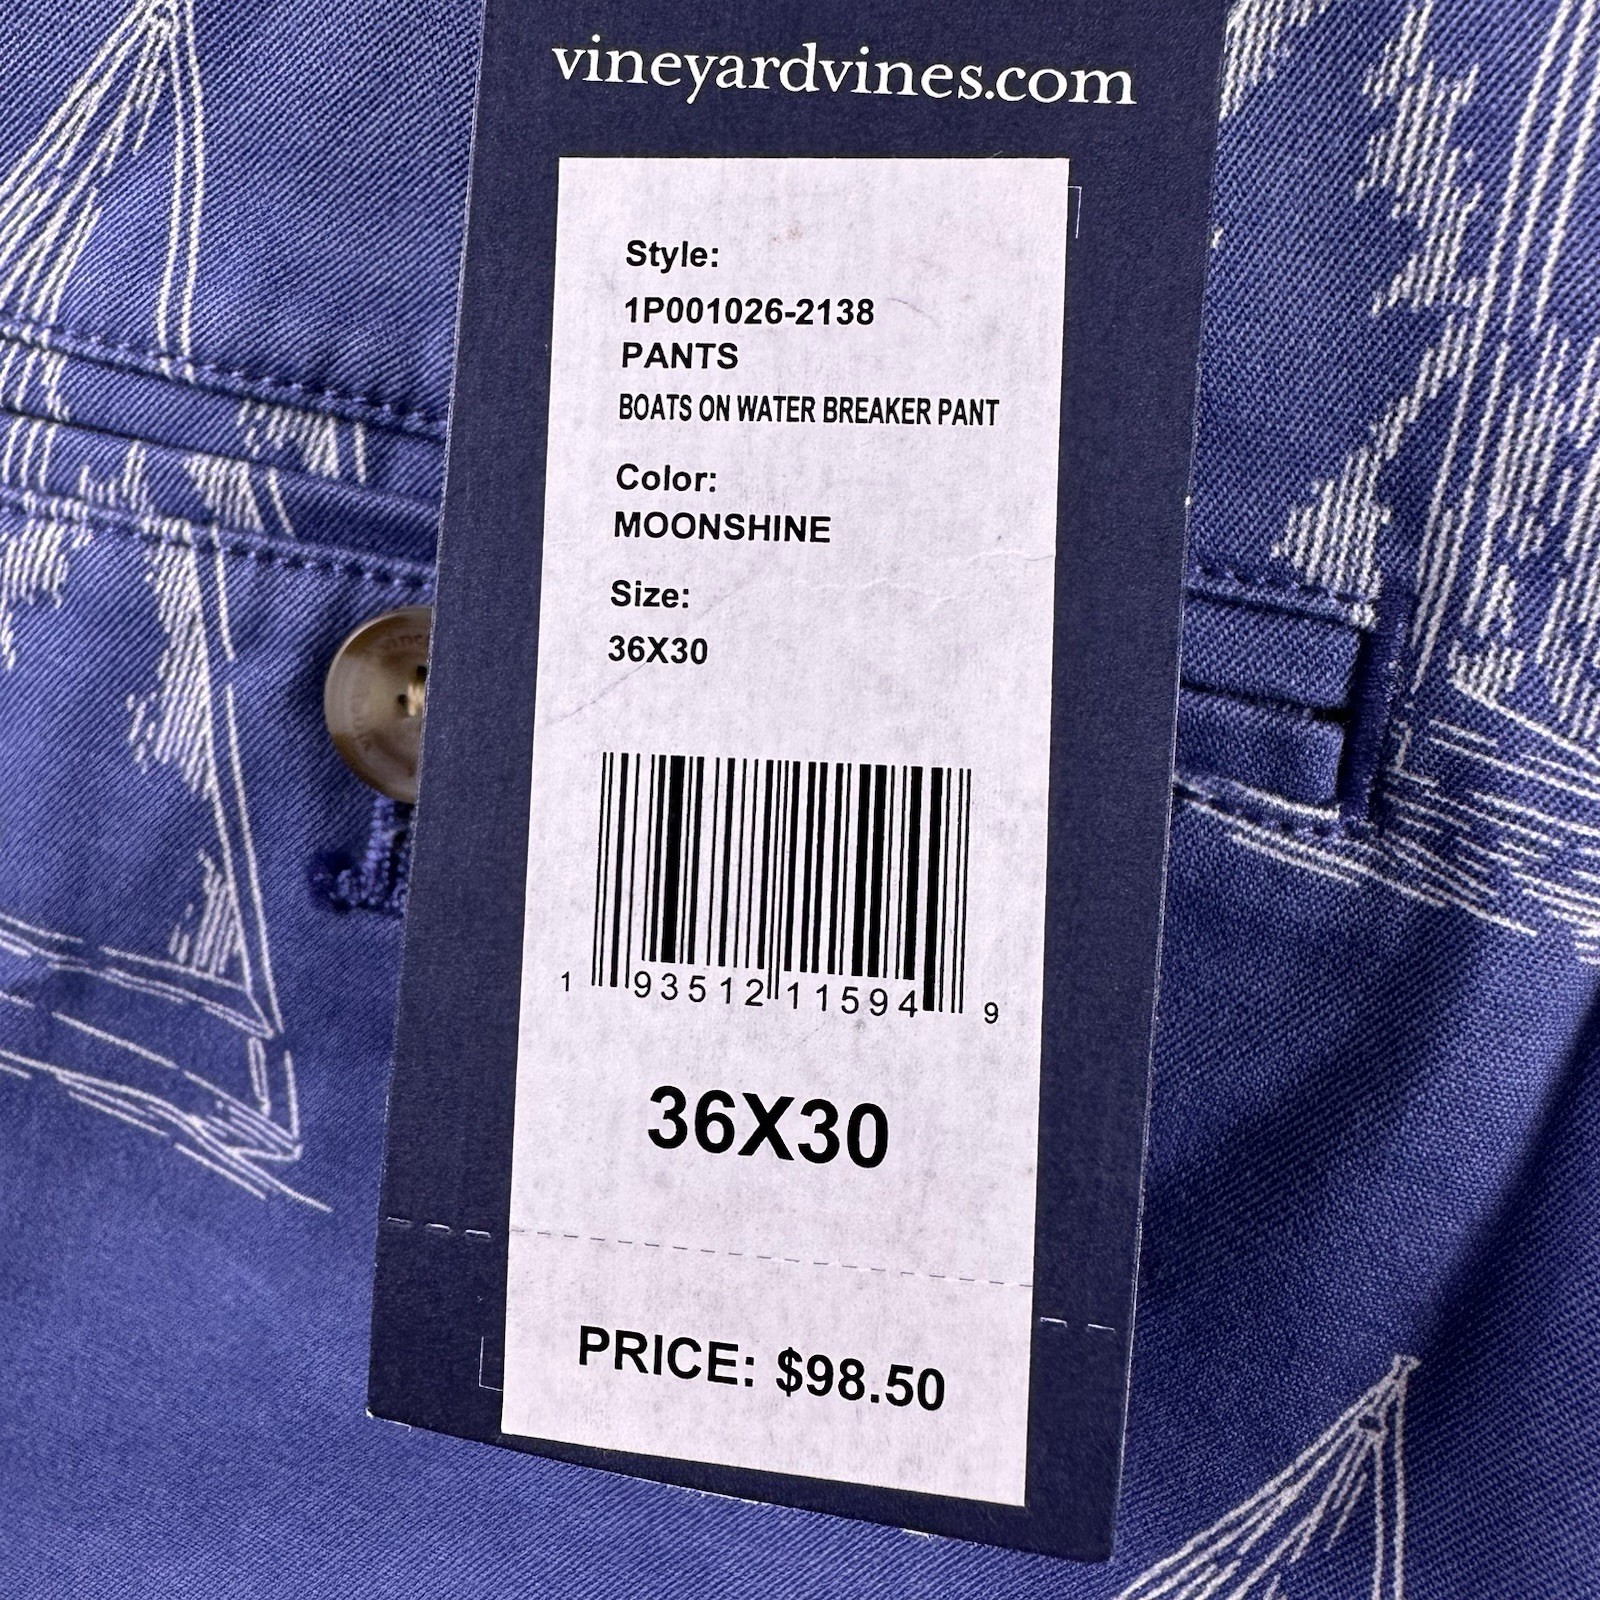 vineyardvines.com
Style:
1P001026-2138
PANTS
BOATS ON WATER BREAKER PANT
Color:
MOONSHINE
Size:
36X30
1 93512 11594 9
36X30
PRICE: $98.50